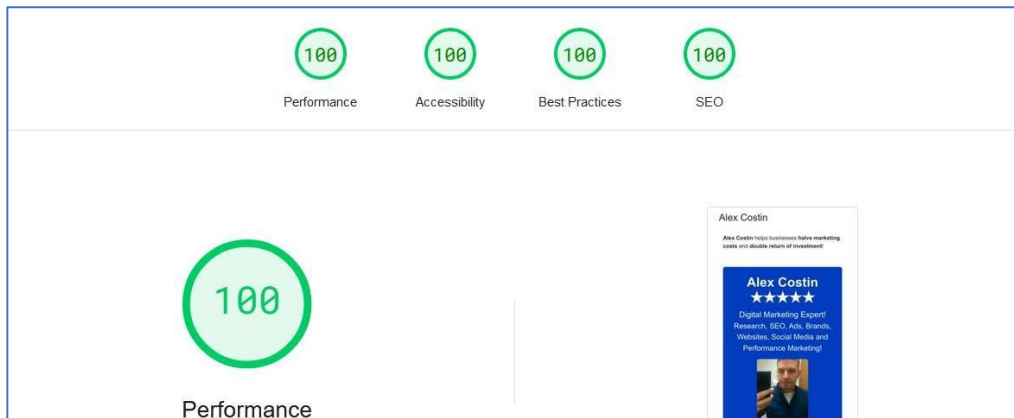 100
100
100
100
Performance
Accessibility
Best Practices
SEO
100
Performance
Alex Costin
Alex Costin helps businesses halve marketing
costs and double return of investment!
Alex Costin
★★★★★
Digital Marketing Expert!
Research, SEO, Ads, Brands,
Websites, Social Media and
Performance Marketing!